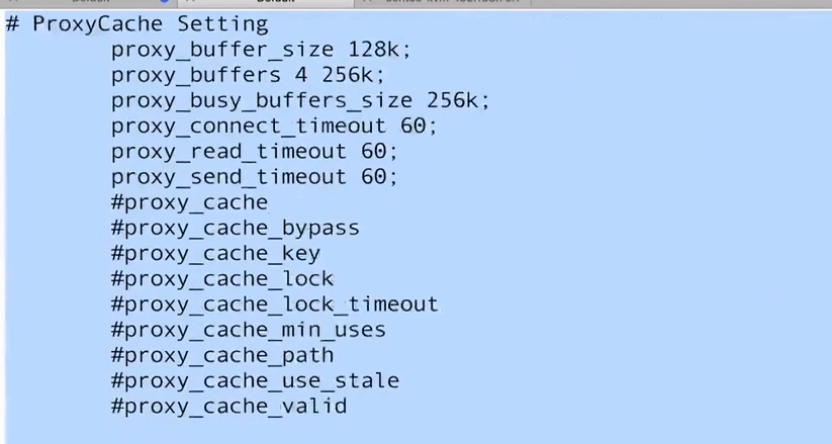 # ProxyCache Setting
proxy_buffer_size 128k;
proxy_buffers 4 256k;
proxy_busy_buffers_size 256k;
proxy_connect_timeout 60;
proxy_read_timeout 60;
proxy_send_timeout 60;
#proxy_cache
#proxy_cache_bypass
#proxy_cache_key
#proxy_cache_lock
#proxy_cache_lock_timeout
#proxy_cache_min_uses
#proxy_cache_path
#proxy_cache_use_stale
#proxy_cache_valid